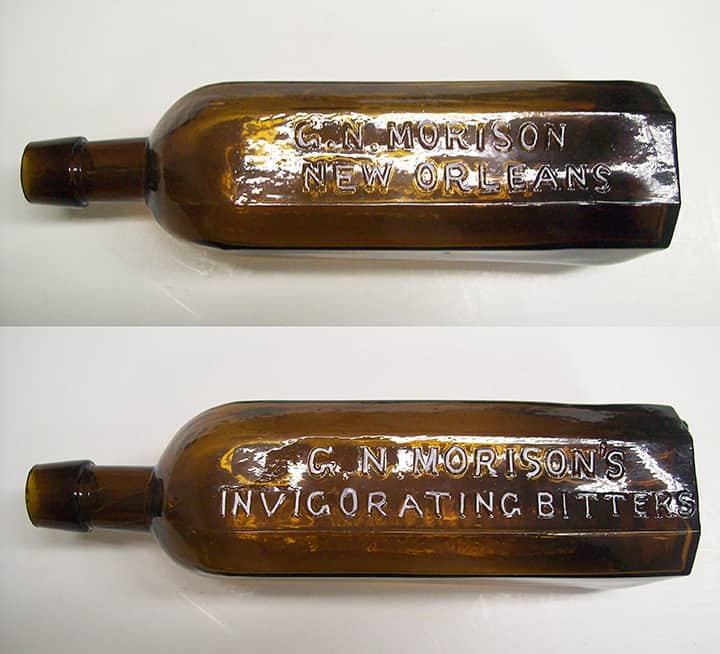 G. N. MORISON
NEW ORLEANS
G. N. MORISON'S
INVIGORATING BITTERS